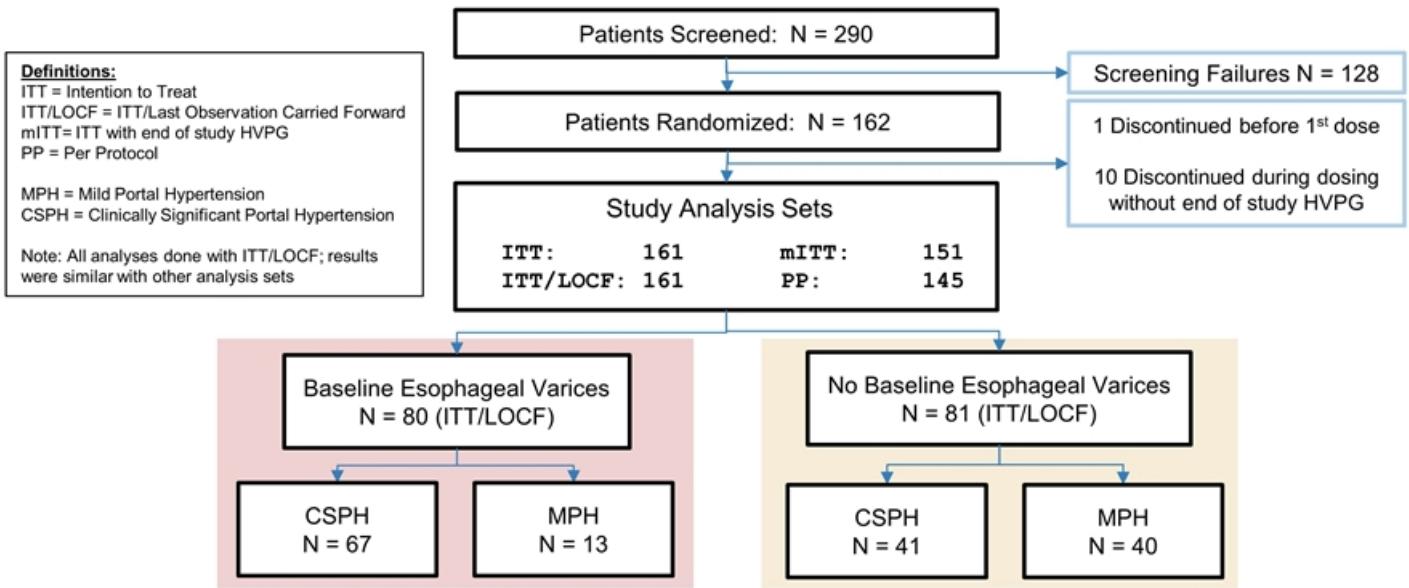 Patients Screened: N = 290
Definitions:
ITT = Intention to Treat
ITT/LOCF = ITT/Last Observation Carried Forward
mITT= ITT with end of study HVPG
PP = Per Protocol
MPH = Mild Portal Hypertension
CSPH = Clinically Significant Portal Hypertension
Note: All analyses done with ITT/LOCF; results
were similar with other analysis sets
Screening Failures N = 128
Patients Randomized: N = 162
1 Discontinued before 1st dose
10 Discontinued during dosing
without end of study HVPG
Study Analysis Sets
ITT: 161 mITT: 151
ITT/LOCF: 161 PP: 145
Baseline Esophageal Varices
N = 80 (ITT/LOCF)
No Baseline Esophageal Varices
N = 81 (ITT/LOCF)
CSPH
N = 67
MPH
N = 13
CSPH
N = 41
MPH
N = 40